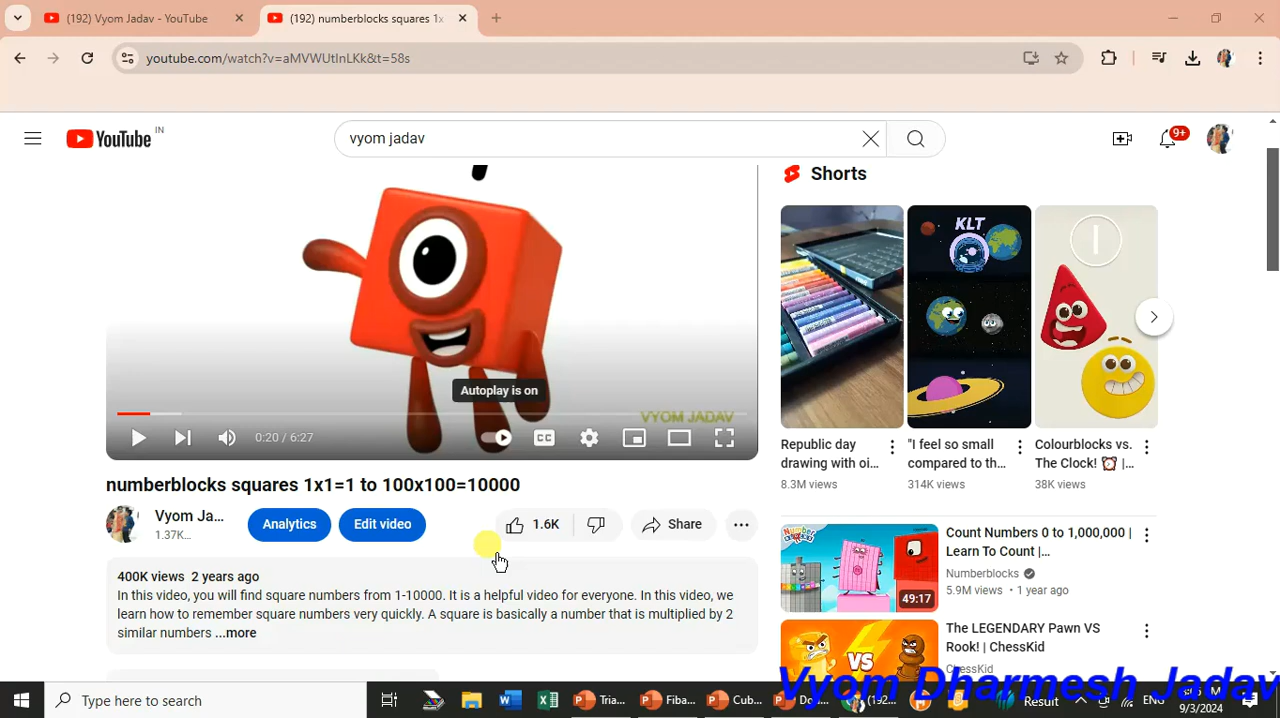 (192) Vyom Jadav - YouTube
(192) numberblocks squares 1x
youtube.com/watch?v=aMVWUtInLKk&t=58s
YouTube IN
vyom jadav
9+
Shorts
KLT
Autoplay is on
VYOM JADAV
0:20 / 6:27
CC
Republic day
drawing with oi...
8.3M views
"I feel so small
compared to th...
314K views
Colourblocks vs.
The Clock! ⏰ |...
38K views
numberblocks squares 1x1=1 to 100x100=10000
Vyom Ja...
1.37K...
Analytics
Edit video
1.6K
Share
400K views 2 years ago
In this video, you will find square numbers from 1-10000. It is a helpful video for everyone. In this video, we
learn how to remember square numbers very quickly. A square is basically a number that is multiplied by 2
similar numbers ...more
49:17
Count Numbers 0 to 1,000,000 |
Learn To Count |...
Numberblocks
5.9M views • 1 year ago
VS
The LEGENDARY Pawn VS
Rook! | ChessKid
ChessKid
Vyom Dharmesh Jadav
Type here to search
Tria...
Fiba...
Cub...
(192...
Result
ENG
9/3/2024